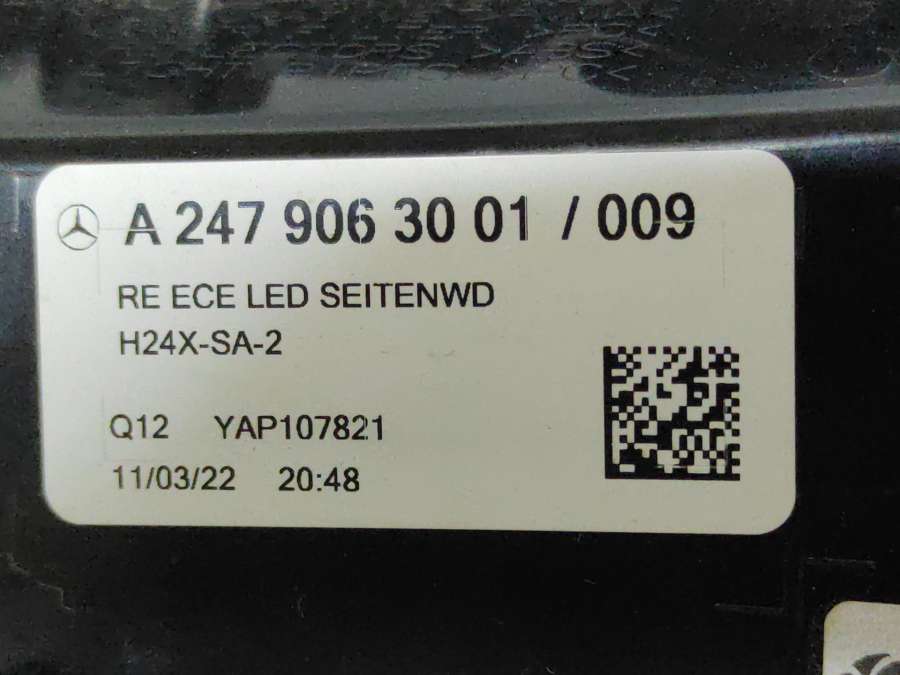 A 247 906 30 01 / 009
RE ECE LED SEITENWD
H24X-SA-2
Q12 YAP107821
11/03/22 20:48